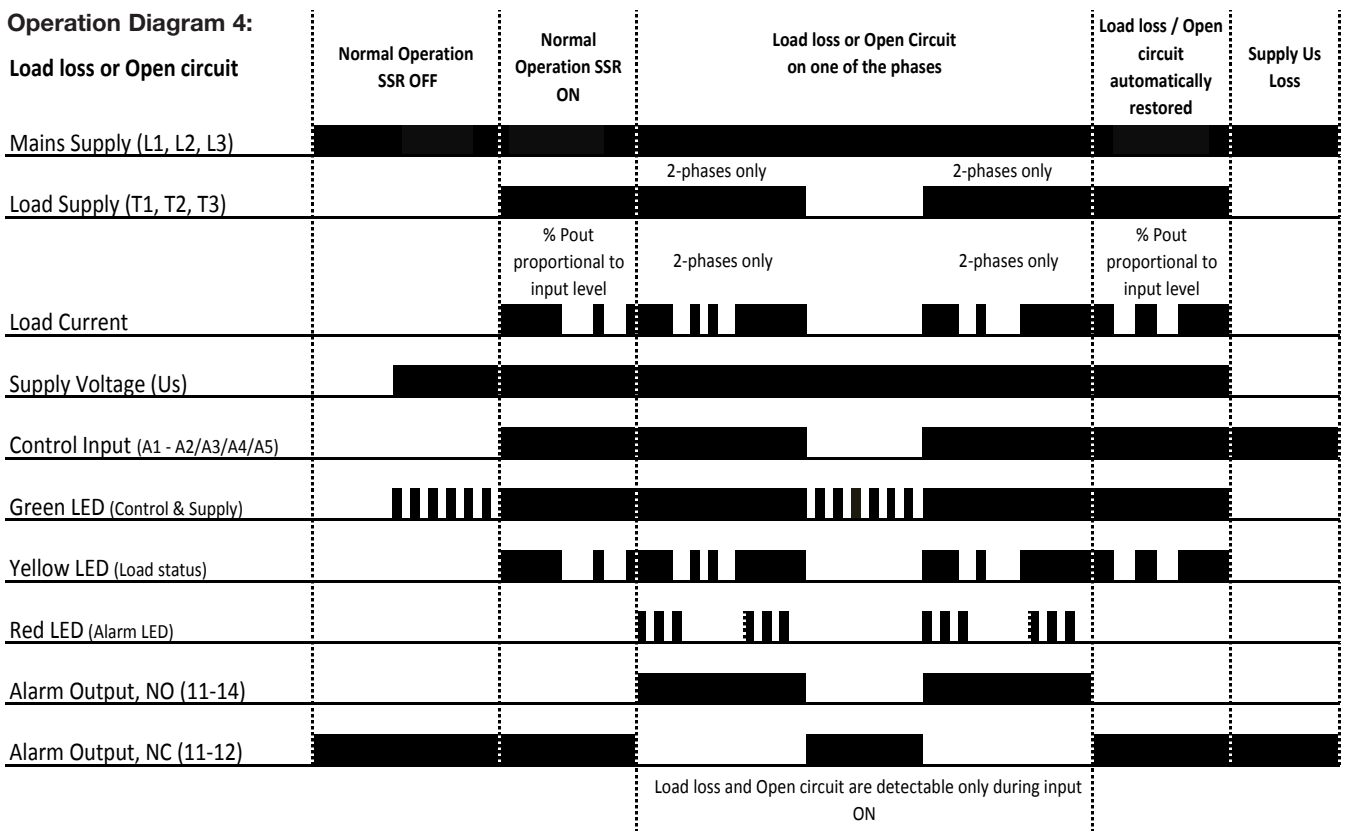 Operation Diagram 4:
Load loss or Open circuit
Normal Operation
SSR OFF
Normal
Operation SSR
ON
Load loss or Open Circuit
on one of the phases
Load loss / Open
circuit
automatically
restored
Supply Us
Loss
Mains Supply (L1, L2, L3)
2-phases only
2-phases only
Load Supply (T1, T2, T3)
% Pout
proportional to
input level
2-phases only
2-phases only
% Pout
proportional to
input level
Load Current
Supply Voltage (Us)
Control Input (A1 - A2/A3/A4/A5)
Green LED (Control & Supply)
Yellow LED (Load status)
Red LED (Alarm LED)
Alarm Output, NO (11-14)
Alarm Output, NC (11-12)
Load loss and Open circuit are detectable only during input
ON